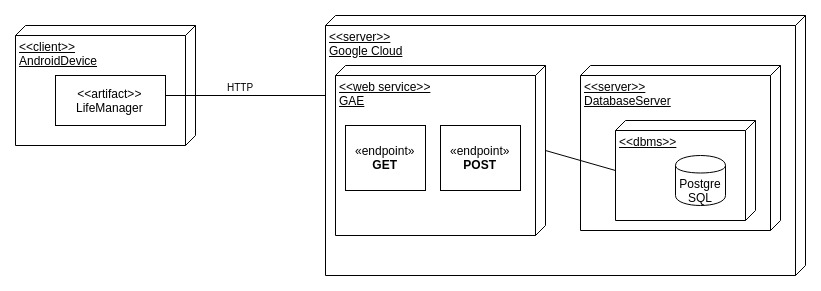 <<client>>
AndroidDevice
<<artifact>>
LifeManager
HTTP
<<server>>
Google Cloud
<<web service>>
GAE
«endpoint»
GET
«endpoint»
POST
<<server>>
DatabaseServer
<<dbms>>
Postgre
SQL